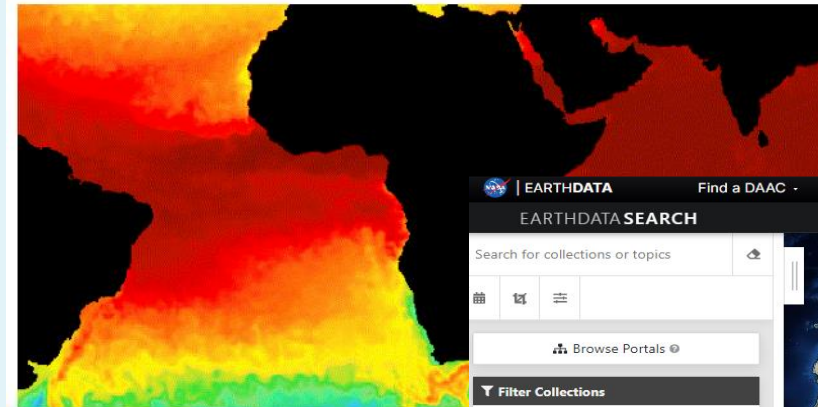 NASA | EARTHDATA
Find a DAAC
EARTHDATA SEARCH
Search for collections or topics
Browse Portals
Filter Collections